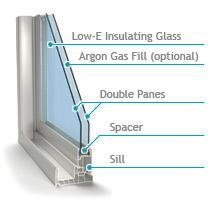 Low-E Insulating Glass
Argon Gas Fill (optional)
Double Panes
Spacer
Sill